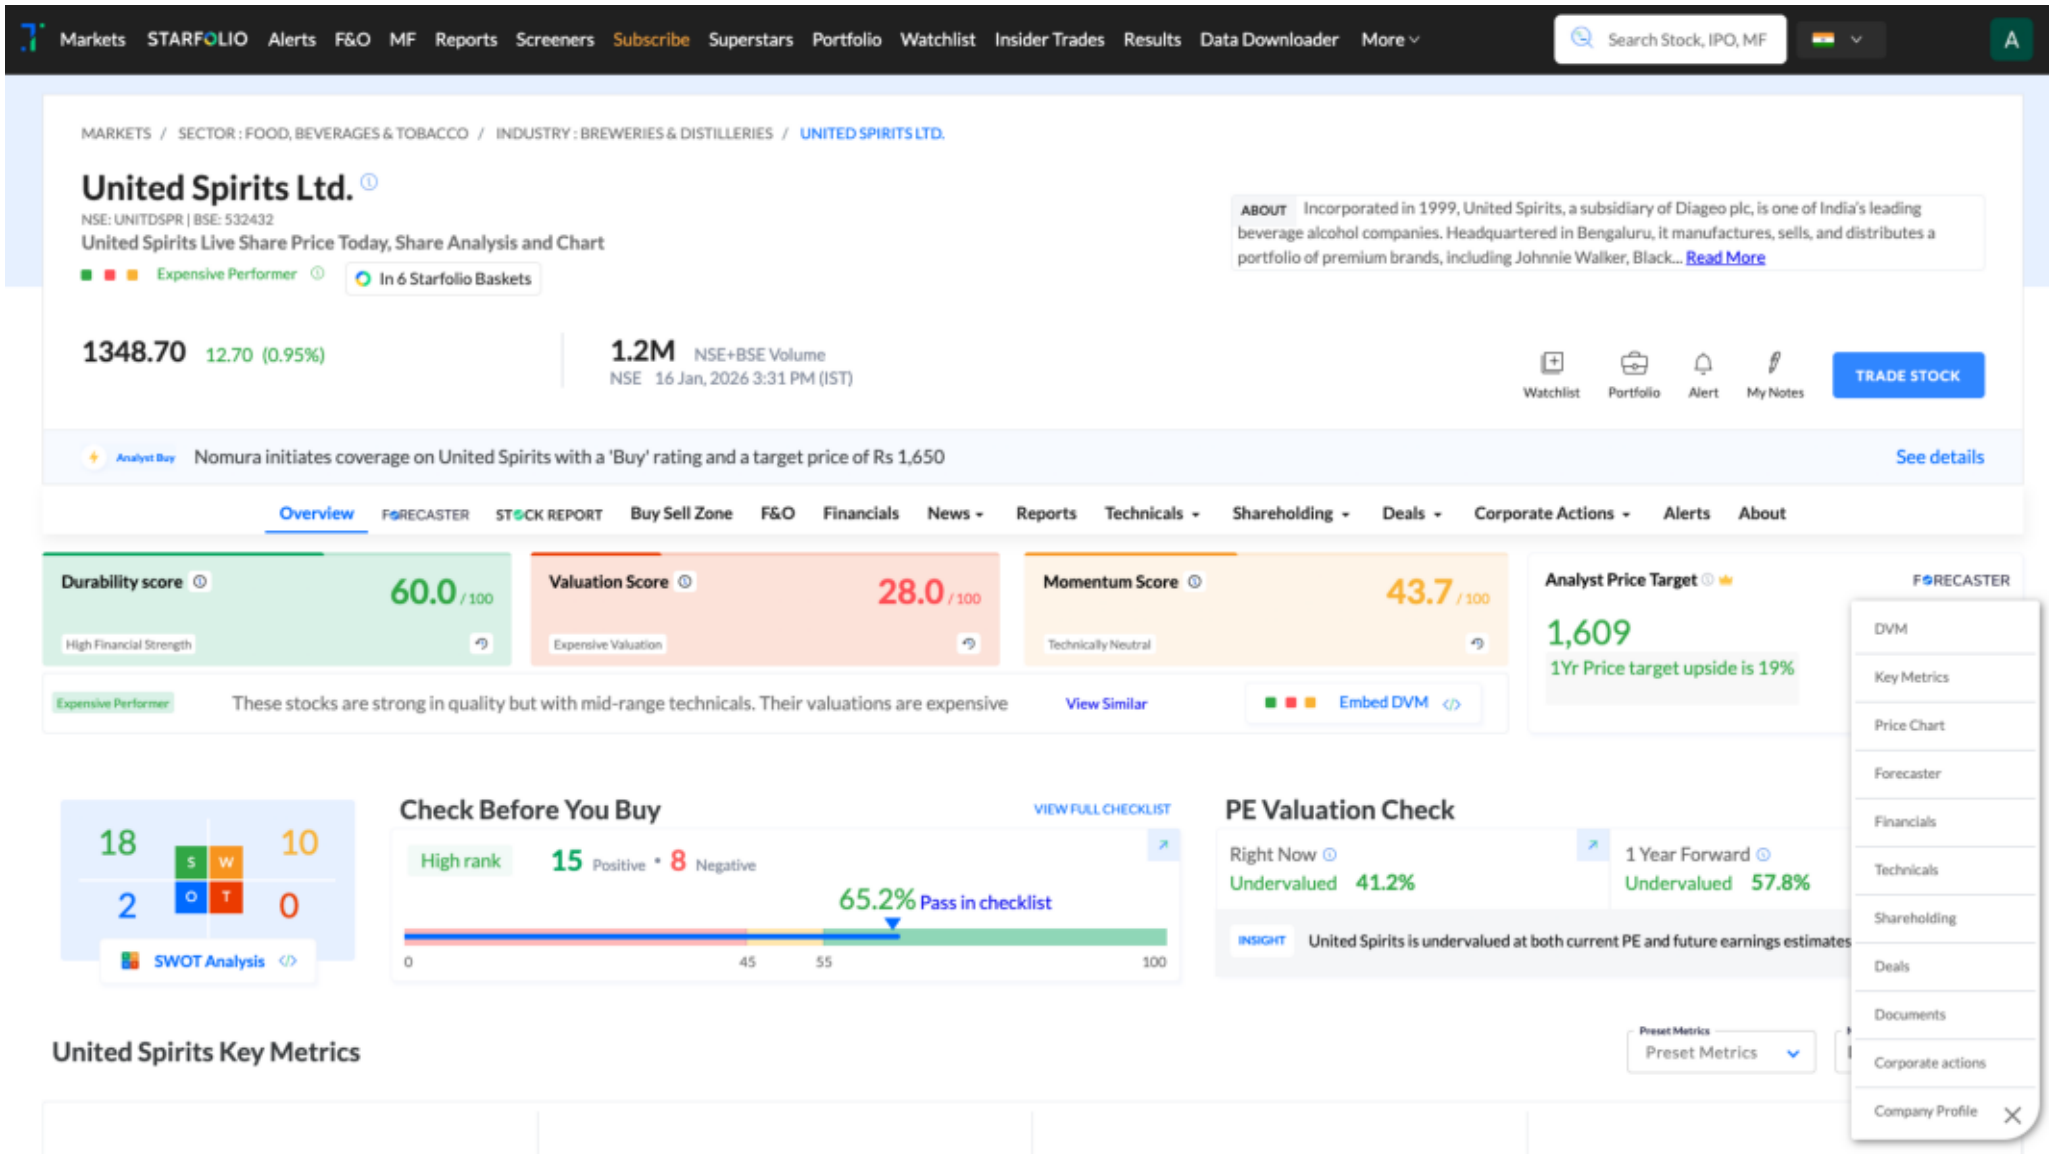 Markets STARFOLIO Alerts F&O MF Reports Screeners Subscribe Superstars Portfolio Watchlist Insider Trades Results Data Downloader More Search Stock, IPO, MF A
MARKETS / SECTOR : FOOD, BEVERAGES & TOBACCO / INDUSTRY : BREWERIES & DISTILLERIES / UNITED SPIRITS LTD.
United Spirits Ltd.
NSE: UNITDSPR | BSE: 532432
United Spirits Live Share Price Today, Share Analysis and Chart
Expensive Performer In 6 Starfolio Baskets
ABOUT Incorporated in 1999, United Spirits, a subsidiary of Diageo plc, is one of India's leading
beverage alcohol companies. Headquartered in Bengaluru, it manufactures, sells, and distributes a
portfolio of premium brands, including Johnnie Walker, Black... Read More
1348.70 12.70 (0.95%)
1.2M NSE+BSE Volume
NSE 16 Jan, 2026 3:31 PM (IST)
Watchlist Portfolio Alert My Notes TRADE STOCK
Analyst Buy Nomura initiates coverage on United Spirits with a 'Buy' rating and a target price of Rs 1,650 See details
Overview FORECASTER STOCK REPORT Buy Sell Zone F&O Financials News Reports Technicals Shareholding Deals Corporate Actions Alerts About
Durability score 60.0 / 100
High Financial Strength
Valuation Score 28.0 / 100
Expensive Valuation
Momentum Score 43.7 / 100
Technically Neutral
Analyst Price Target FORECASTER
1,609
1Yr Price target upside is 19%
Expensive Performer These stocks are strong in quality but with mid-range technicals. Their valuations are expensive View Similar Embed DVM </>
18 S W 10
2 O T 0
SWOT Analysis </>
Check Before You Buy VIEW FULL CHECKLIST
High rank 15 Positive • 8 Negative
65.2% Pass in checklist
0 45 55 100
PE Valuation Check
Right Now
Undervalued 41.2%
1 Year Forward
Undervalued 57.8%
INSIGHT United Spirits is undervalued at both current PE and future earnings estimates
United Spirits Key Metrics
Preset Metrics
Preset Metrics
DVM
Key Metrics
Price Chart
Forecaster
Financials
Technicals
Shareholding
Deals
Documents
Corporate actions
Company Profile